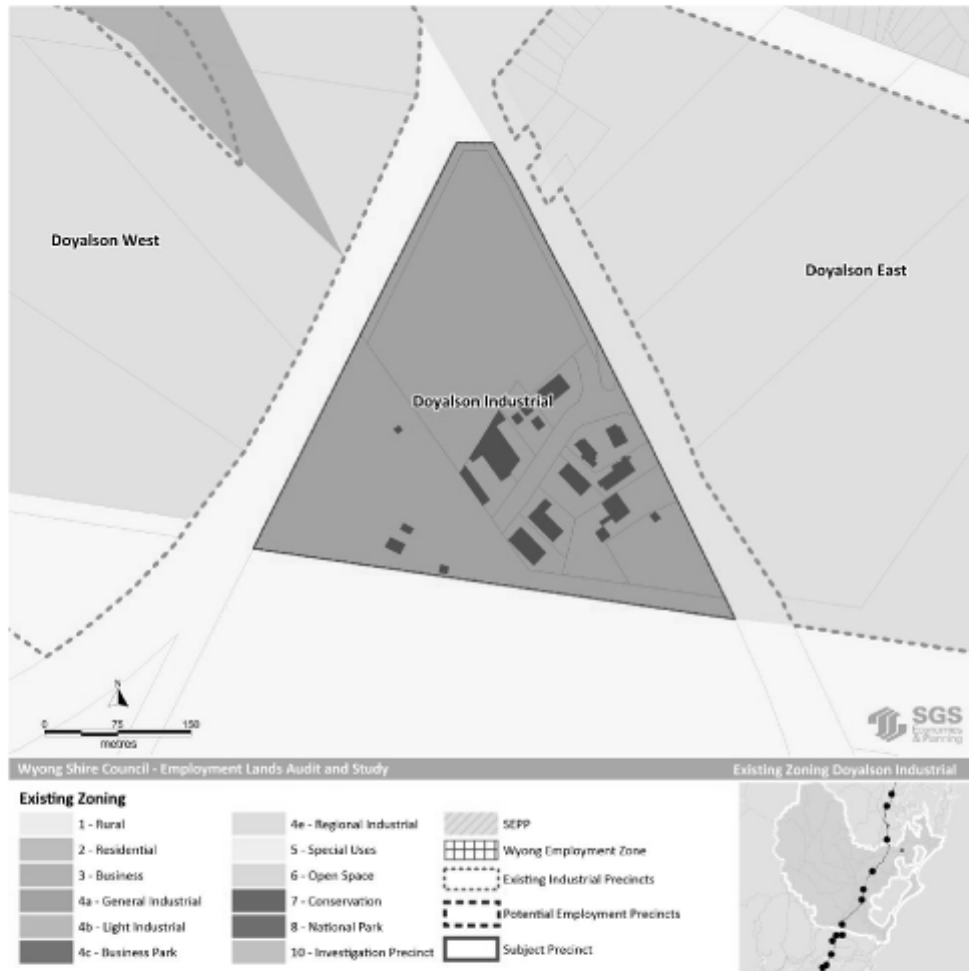 Doyalson West
Doyalson East
Doyalson Industrial
N
0 75 150
metres
SGS
Economics
& Planning
Wyong Shire Council - Employment Lands Audit and Study
Existing Zoning Doyalson Industrial
Existing Zoning
1 - Rural
2 - Residential
3 - Business
4a - General Industrial
4b - Light Industrial
4c - Business Park
4e - Regional Industrial
5 - Special Uses
6 - Open Space
7 - Conservation
8 - National Park
10 - Investigation Precinct
SEPP
Wyong Employment Zone
Existing Industrial Precincts
Potential Employment Precincts
Subject Precinct